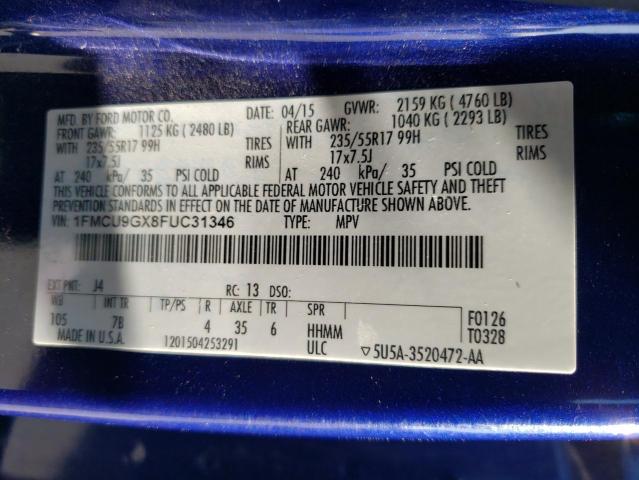 MFD. BY FORD MOTOR CO.
DATE: 04/15 GVWR: 2159 KG ( 4760 LB)
FRONT GAWR: 1125 KG ( 2480 LB)
REAR GAWR: 1040 KG ( 2293 LB)
WITH 235/55R17 99H TIRES
WITH 235/55R17 99H TIRES
17x7.5J RIMS
17x7.5J RIMS
AT 240 kPa/ 35 PSI COLD
AT 240 kPa/ 35 PSI COLD
THIS VEHICLE CONFORMS TO ALL APPLICABLE FEDERAL MOTOR VEHICLE SAFETY AND THEFT
PREVENTION STANDARDS IN EFFECT ON THE DATE OF MANUFACTURE SHOWN ABOVE.
VIN: 1FMCU9GX8FUC31346 TYPE: MPV
EXT PNT: J4 RC: 13 DSO:
WB INT TR TP/PS R AXLE TR SPR
105 7B 4 35 6 HHMM
F0126
T0328
MADE IN U.S.A. 1201504253291 ULC ▽5U5A-3520472-AA